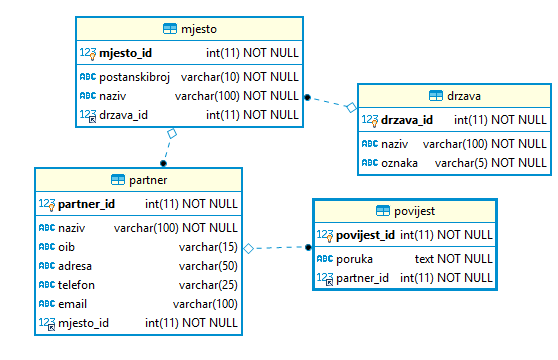 mjesto
123 mjesto_id int(11) NOT NULL
ABC postanskibroj varchar(10) NOT NULL
ABC naziv varchar(100) NOT NULL
123 drzava_id int(11) NOT NULL
drzava
123 drzava_id int(11) NOT NULL
ABC naziv varchar(100) NOT NULL
ABC oznaka varchar(5) NOT NULL
partner
123 partner_id int(11) NOT NULL
ABC naziv varchar(100) NOT NULL
ABC oib varchar(15)
ABC adresa varchar(50)
ABC telefon varchar(25)
ABC email varchar(100)
123 mjesto_id int(11) NOT NULL
povijest
123 povijest_id int(11) NOT NULL
ABC poruka text NOT NULL
123 partner_id int(11) NOT NULL